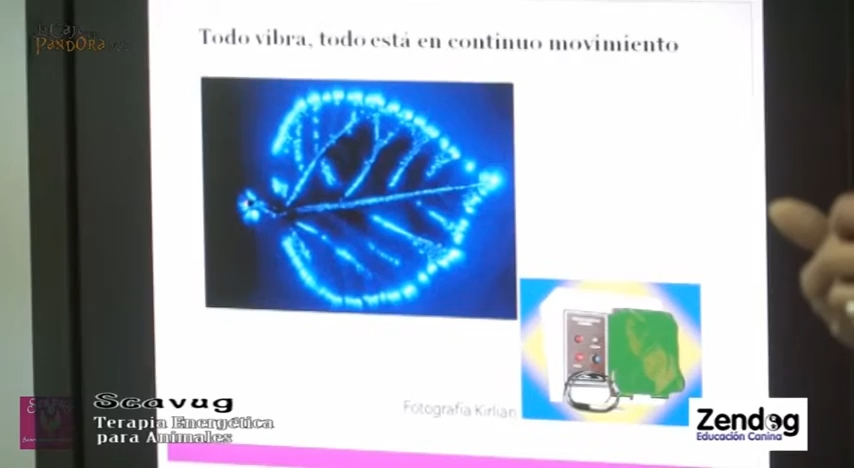 La Caja
PANDORA
Todo vibra, todo está en continuo movimiento
Fotografía Kirlian
Scavug
Terapia Energética
para Animales
Zendog
Educación Canina